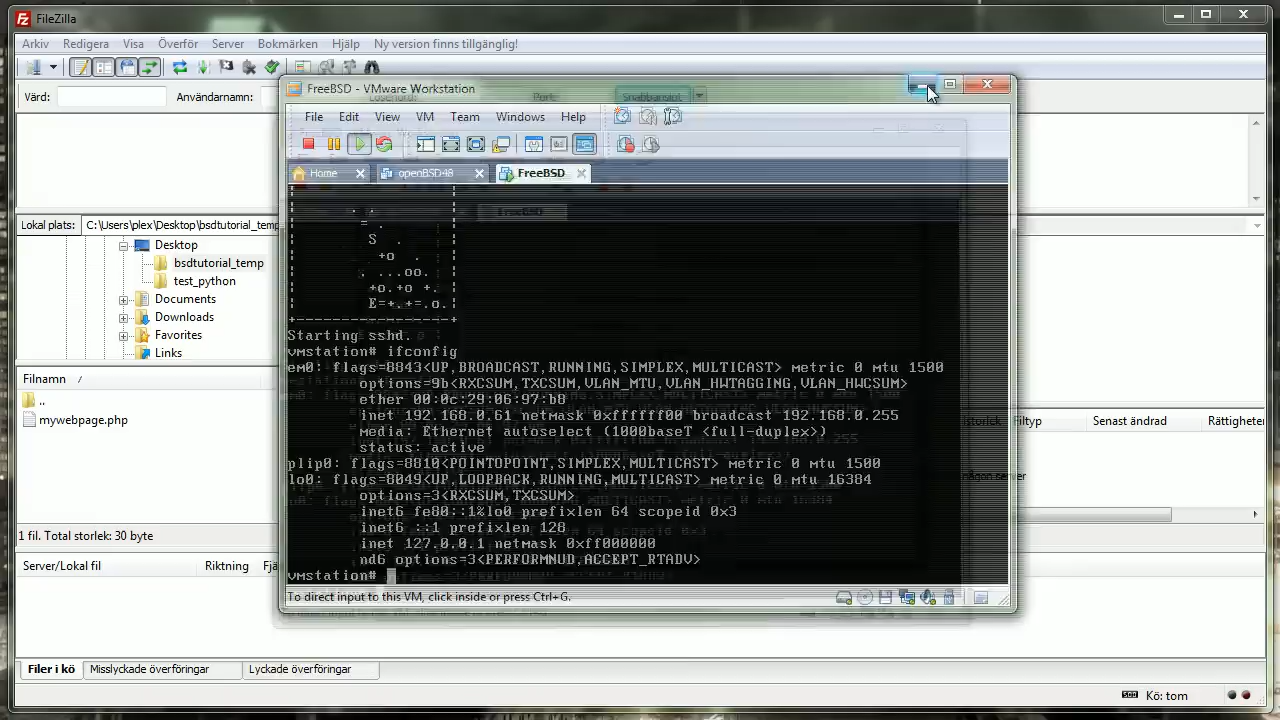 FileZilla
Arkiv Redigera Visa Överför Server Bokmärken Hjälp Ny version finns tillgänglig!
Värd: Användarnamn: Port: Snabbanslut
FreeBSD - VMware Workstation
File Edit View VM Team Windows Help
Home openBSD48 FreeBSD
= .
S .
+o .
. ...oo.
+o.+o +.
E=+.+=.o.
+-----------------+
Starting sshd.
vmstation# ifconfig
em0: flags=8843<UP,BROADCAST,RUNNING,SIMPLEX,MULTICAST> metric 0 mtu 1500
options=9b<RXCSUM,TXCSUM,VLAN_MTU,VLAN_HWTAGGING,VLAN_HWCSUM>
ether 00:0c:29:06:97:b8
inet 192.168.0.61 netmask 0xffffff00 broadcast 192.168.0.255
media: Ethernet autoselect (1000baseT <full-duplex>)
status: active
plip0: flags=8810<POINTOPOINT,SIMPLEX,MULTICAST> metric 0 mtu 1500
lo0: flags=8049<UP,LOOPBACK,RUNNING,MULTICAST> metric 0 mtu 16384
options=3<RXCSUM,TXCSUM>
inet6 fe80::1%lo0 prefixlen 64 scopeid 0x3
inet6 ::1 prefixlen 128
inet 127.0.0.1 netmask 0xff000000
nd6 options=3<PERFORMNUD,ACCEPT_RTADV>
vmstation#
To direct input to this VM, click inside or press Ctrl+G.
Lokal plats: C:\Users\plex\Desktop\bsdtutorial_temp
Desktop
bsdtutorial_temp
test_python
Documents
Downloads
Favorites
Links
Filnamn
..
mywebpage.php
Filtyp Senast ändrad Rättigheter
server
1 fil. Total storlek: 30 byte
Server/Lokal fil Riktning
Filer i kö Misslyckade överföringar Lyckade överföringar
Kö: tom